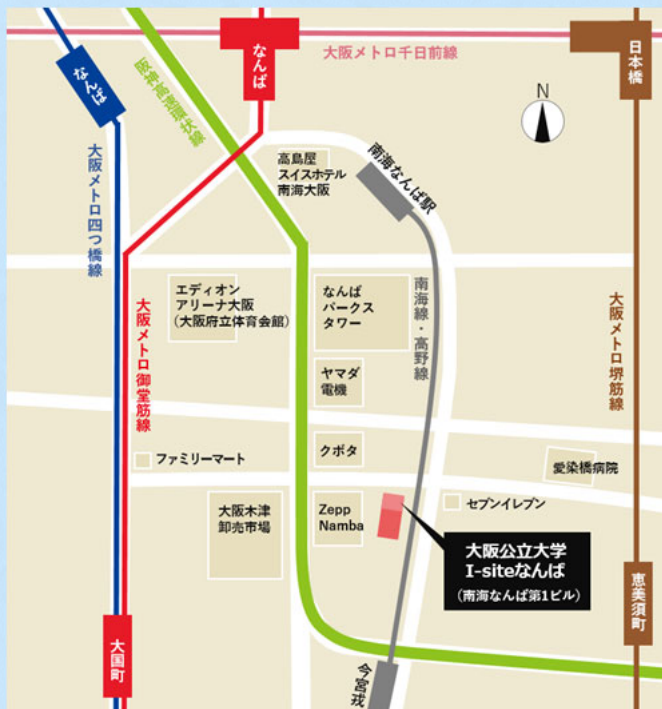 なんば
大阪メトロ千日前線
日本橋
なんば
阪神高速環状線
N
高島屋
スイスホテル
南海大阪
南海なんば駅
大阪メトロ四つ橋線
エディオン
アリーナ大阪
(大阪府立体育会館)
なんば
パークス
タワー
南海線・高野線
大阪メトロ御堂筋線
大阪メトロ堺筋線
ヤマダ
電機
ファミリーマート
クボタ
愛染橋病院
大阪木津
卸売市場
Zepp
Namba
セブンイレブン
大阪公立大学
I-siteなんば
(南海なんば第1ビル)
恵美須町
大国町
今宮戎